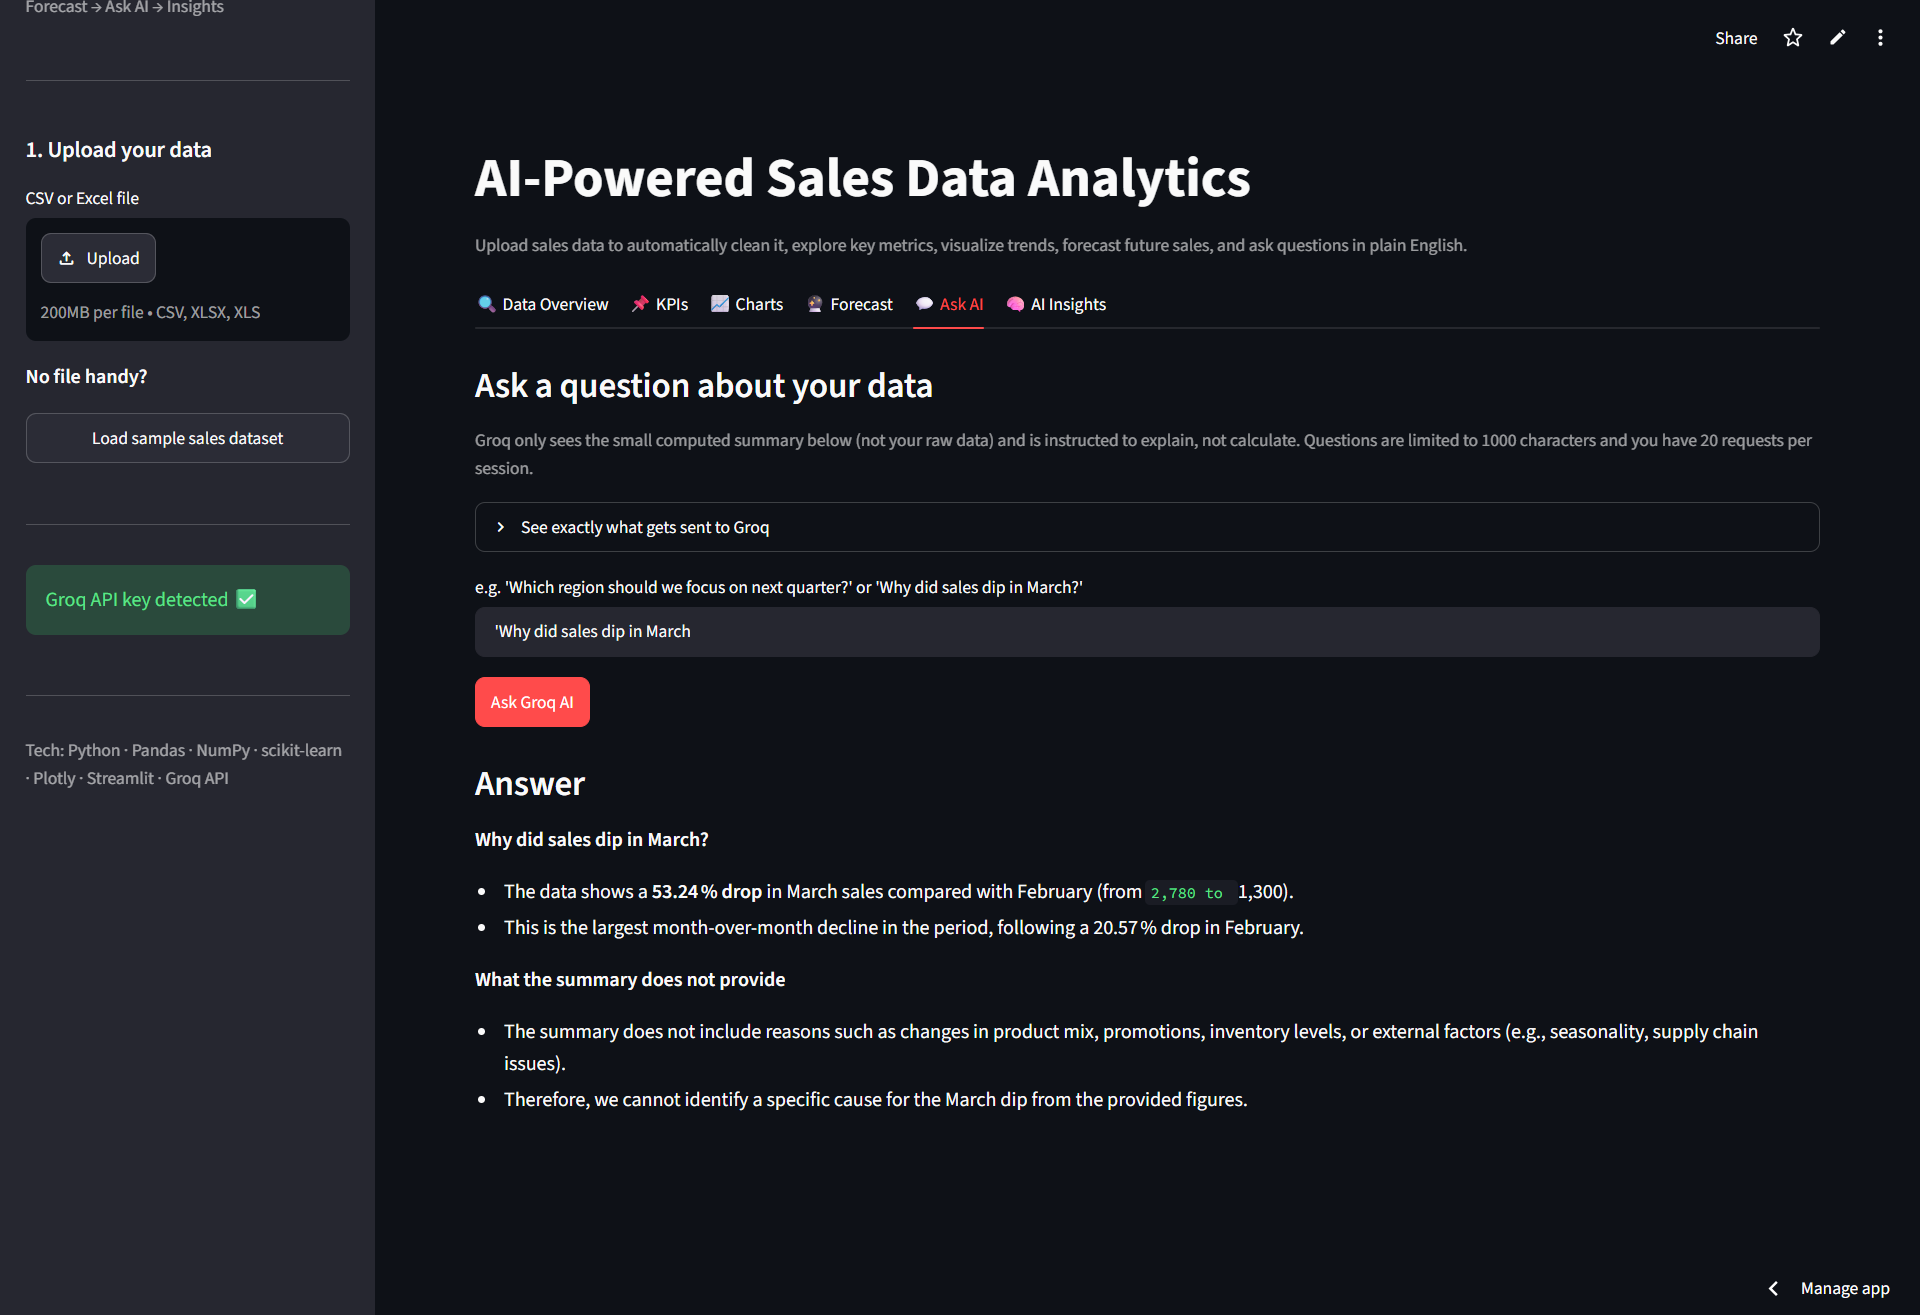 Forecast → Ask AI → Insights
1. Upload your data
CSV or Excel file
Upload
200MB per file • CSV, XLSX, XLS
No file handy?
Load sample sales dataset
Groq API key detected ✅
Tech: Python · Pandas · NumPy · scikit-learn
· Plotly · Streamlit · Groq API
Share
AI-Powered Sales Data Analytics
Upload sales data to automatically clean it, explore key metrics, visualize trends, forecast future sales, and ask questions in plain English.
🔍 Data Overview 📌 KPIs 📈 Charts 🔮 Forecast 💬 Ask AI 🧠 AI Insights
Ask a question about your data
Groq only sees the small computed summary below (not your raw data) and is instructed to explain, not calculate. Questions are limited to 1000 characters and you have 20 requests per
session.
See exactly what gets sent to Groq
e.g. 'Which region should we focus on next quarter?' or 'Why did sales dip in March?'
'Why did sales dip in March
Ask Groq AI
Answer
Why did sales dip in March?
• The data shows a 53.24 % drop in March sales compared with February (from 2,780 to 1,300).
• This is the largest month-over-month decline in the period, following a 20.57 % drop in February.
What the summary does not provide
• The summary does not include reasons such as changes in product mix, promotions, inventory levels, or external factors (e.g., seasonality, supply chain
issues).
• Therefore, we cannot identify a specific cause for the March dip from the provided figures.
Manage app